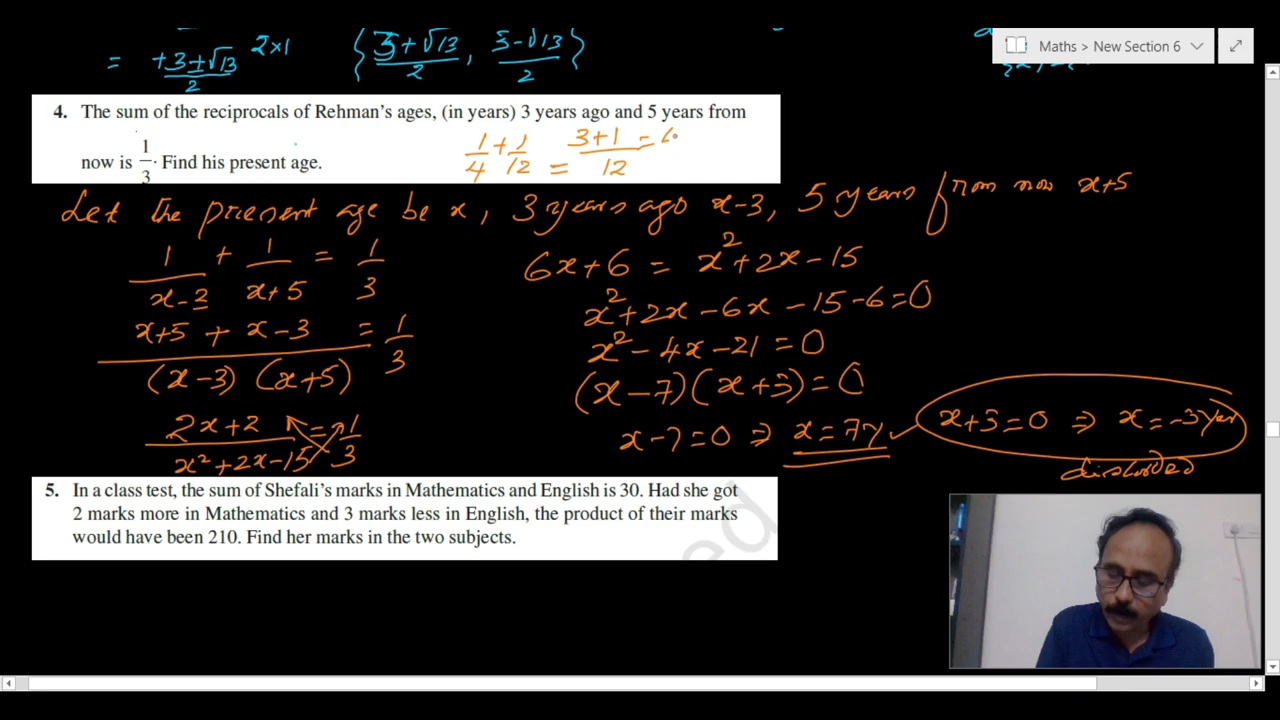 = +3±√13/2 2×1 {3+√13/2, 3-√13/2}
Maths > New Section 6
4. The sum of the reciprocals of Rehman's ages, (in years) 3 years ago and 5 years from
now is 1/3. Find his present age.
1/4 + 1/12 = 3+1/12 =
Let the present age be x, 3 years ago x-3, 5 years from now x+5
1/x-3 + 1/x+5 = 1/3
x+5 + x-3/(x-3) (x+5) = 1/3
2x+2/x²+2x-15 = 1/3
6x+6 = x²+2x-15
x²+2x-6x-15-6=0
x²-4x-21=0
(x-7)(x+3)=0
x-7=0 ⇒ x=7y ✓ x+3=0 ⇒ x=-3year
5. In a class test, the sum of Shefali's marks in Mathematics and English is 30. Had she got
2 marks more in Mathematics and 3 marks less in English, the product of their marks
would have been 210. Find her marks in the two subjects.